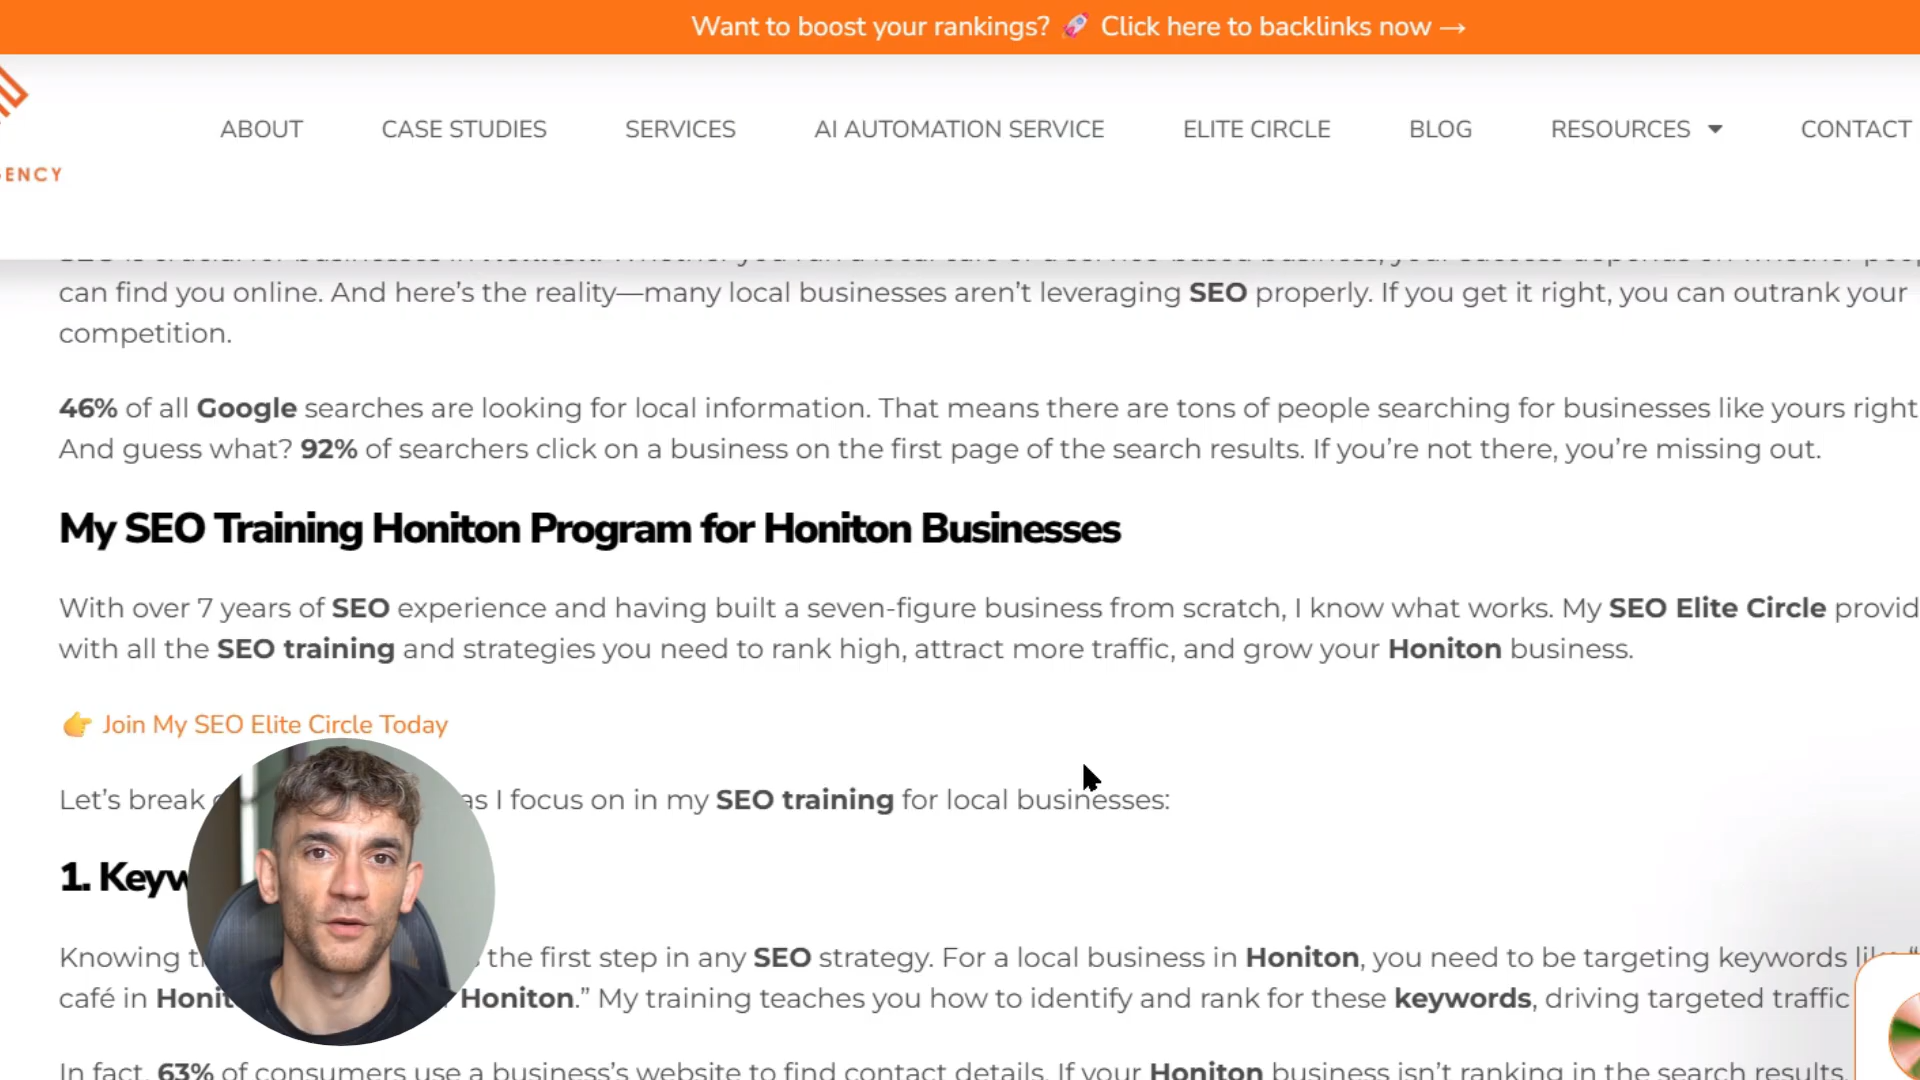 Want to boost your rankings? 🚀 Click here to backlinks now →
ABOUT CASE STUDIES SERVICES AI AUTOMATION SERVICE ELITE CIRCLE BLOG RESOURCES CONTACT
can find you online. And here's the reality—many local businesses aren't leveraging SEO properly. If you get it right, you can outrank your
competition.
46% of all Google searches are looking for local information. That means there are tons of people searching for businesses like yours right
And guess what? 92% of searchers click on a business on the first page of the search results. If you're not there, you're missing out.
My SEO Training Honiton Program for Honiton Businesses
With over 7 years of SEO experience and having built a seven-figure business from scratch, I know what works. My SEO Elite Circle provid
with all the SEO training and strategies you need to rank high, attract more traffic, and grow your Honiton business.
👉 Join My SEO Elite Circle Today
Let's break as I focus on in my SEO training for local businesses:
1. Keyw
Knowing the first step in any SEO strategy. For a local business in Honiton, you need to be targeting keywords
café in Honit Honiton.” My training teaches you how to identify and rank for these keywords, driving targeted traffic
In fact, 63% of consumers use a business's website to find contact details. If your Honiton business isn't ranking in the search results,